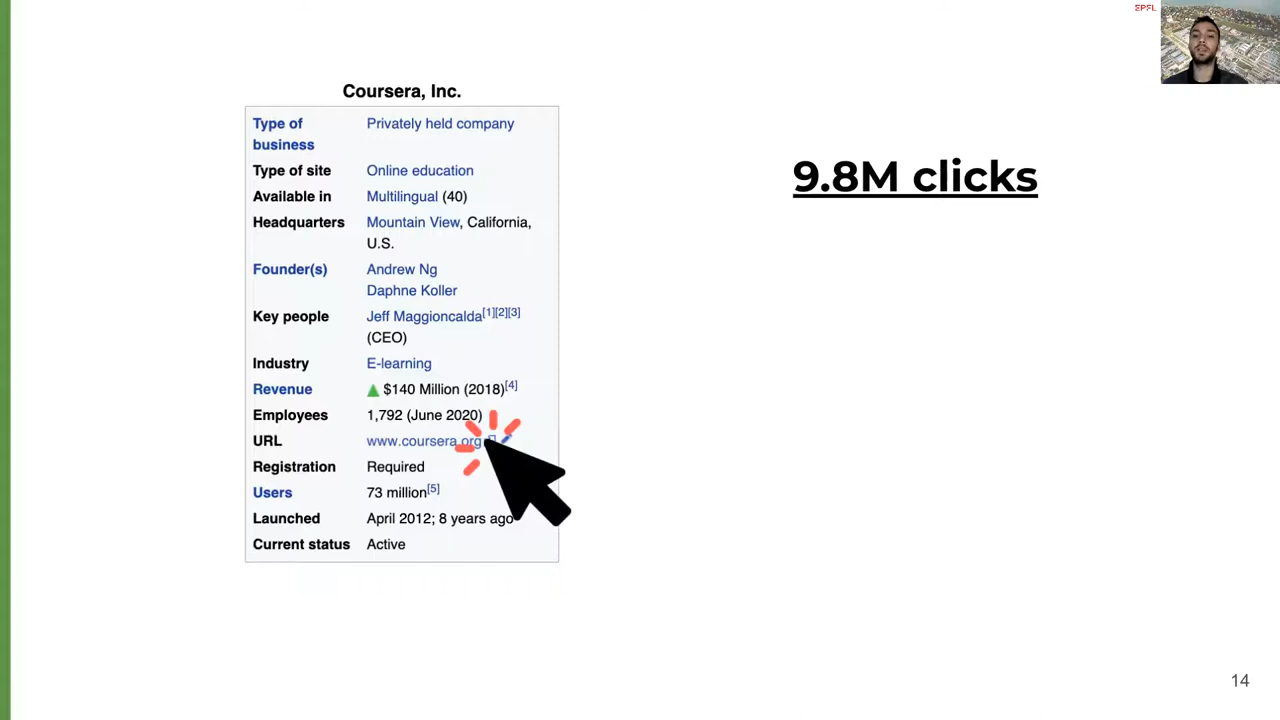 EPFL
Coursera, Inc.
Type of business Privately held company
Type of site Online education
Available in Multilingual (40)
Headquarters Mountain View, California, U.S.
Founder(s) Andrew Ng
Daphne Koller
Key people Jeff Maggioncalda[1][2][3]
(CEO)
Industry E-learning
Revenue $140 Million (2018)[4]
Employees 1,792 (June 2020)
URL www.coursera.org
Registration Required
Users 73 million[5]
Launched April 2012; 8 years ago
Current status Active
9.8M clicks
14